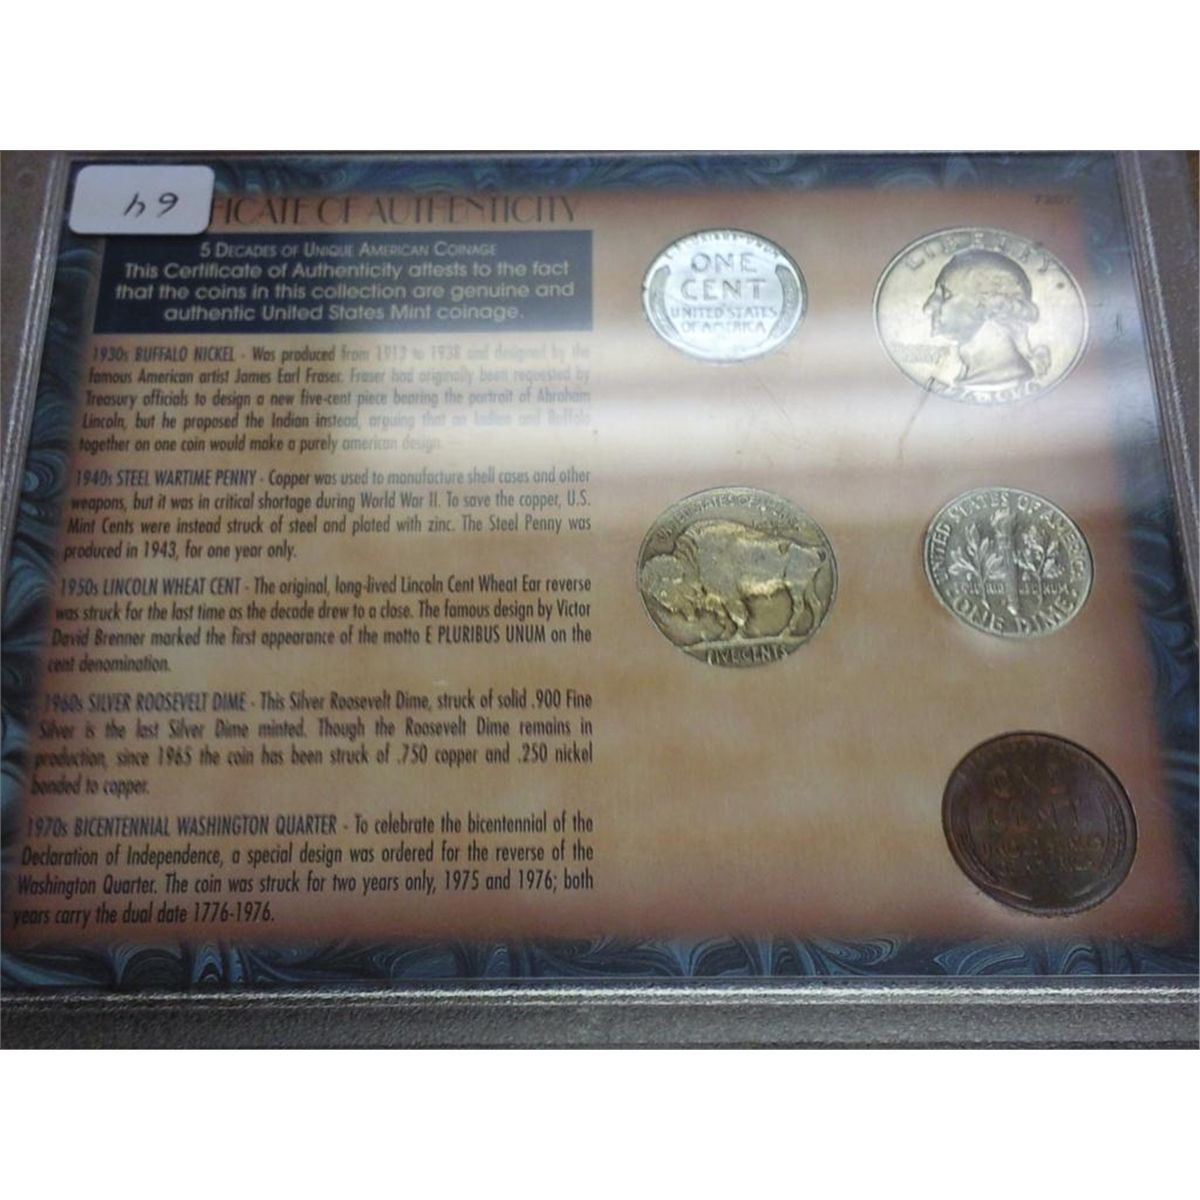 64
FICATE OF AUTHENTICITY
5 DECADES OF UNIQUE AMERICAN COINAGE
This Certificate of Authenticity attests to the fact
that the coins in this collection are genuine and
authentic United States Mint coinage.
1930s BUFFALO NICKEL - Was produced from 1913 to 1938 and designed by the
famous American artist James Earl Fraser. Fraser had originally been requested by
Treasury officials to design a new five-cent piece bearing the portrait of Abraham
Lincoln, but he proposed the Indian instead, arguing that an Indian and Buffalo
together on one coin would make a purely american design.
1940s STEEL WARTIME PENNY - Copper was used to manufacture shell cases and other
weapons, but it was in critical shortage during World War II. To save the copper, U.S.
Mint Cents were instead struck of steel and plated with zinc. The Steel Penny was
produced in 1943, for one year only.
1950s LINCOLN WHEAT CENT - The original, long-lived Lincoln Cent Wheat Ear reverse
was struck for the last time as the decade drew to a close. The famous design by Victor
David Brenner marked the first appearance of the motto E PLURIBUS UNUM on the
cent denomination.
1960s SILVER ROOSEVELT DIME - This Silver Roosevelt Dime, struck of solid .900 Fine
Silver is the last Silver Dime minted. Though the Roosevelt Dime remains in
production, since 1965 the coin has been struck of .750 copper and .250 nickel
bonded to copper.
1970s BICENTENNIAL WASHINGTON QUARTER - To celebrate the bicentennial of the
Declaration of Independence, a special design was ordered for the reverse of the
Washington Quarter. The coin was struck for two years only, 1975 and 1976; both
years carry the dual date 1776-1976.
E PLURIBUS UNUM
ONE
CENT
UNITED STATES
OF AMERICA
LIBERTY
UNITED STATES OF AMERICA
FIVE CENTS
UNITED STATES OF AMERICA
ONE DIME
ONE
CENT